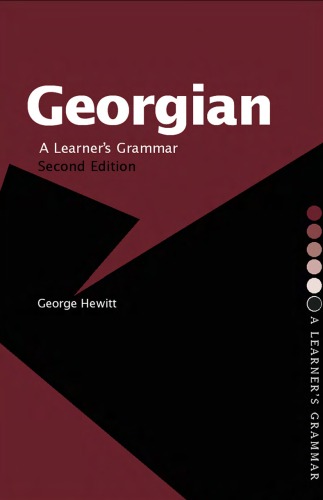 Georgian
A Learner's Grammar
Second Edition
George Hewitt
A LEARNER'S GRAMMAR